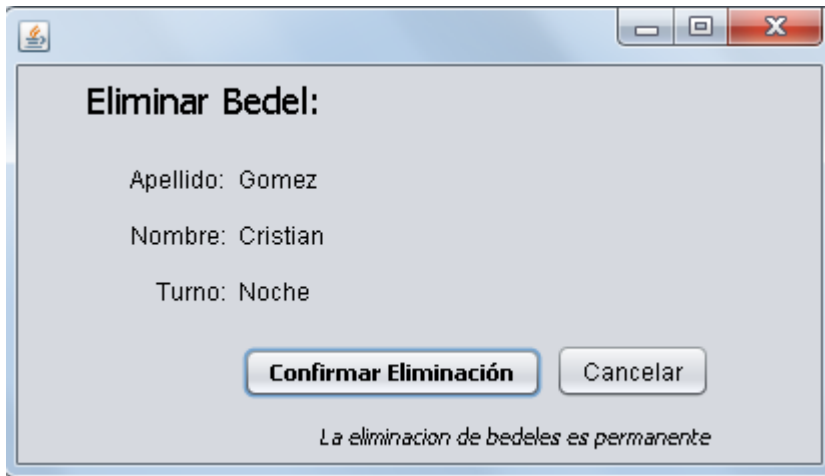 Eliminar Bedel:
Apellido: Gomez
Nombre: Cristian
Turno: Noche
Confirmar Eliminación Cancelar
La eliminacion de bedeles es permanente